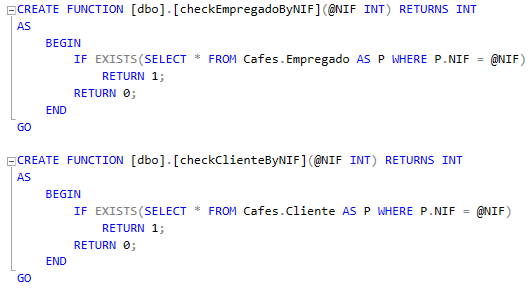 CREATE FUNCTION [dbo].[checkEmpregadoByNIF](@NIF INT) RETURNS INT
AS
    BEGIN
        IF EXISTS(SELECT * FROM Cafes.Empregado AS P WHERE P.NIF = @NIF)
            RETURN 1;
        RETURN 0;
    END
GO
CREATE FUNCTION [dbo].[checkClienteByNIF](@NIF INT) RETURNS INT
AS
    BEGIN
        IF EXISTS(SELECT * FROM Cafes.Cliente AS P WHERE P.NIF = @NIF)
            RETURN 1;
        RETURN 0;
    END
GO